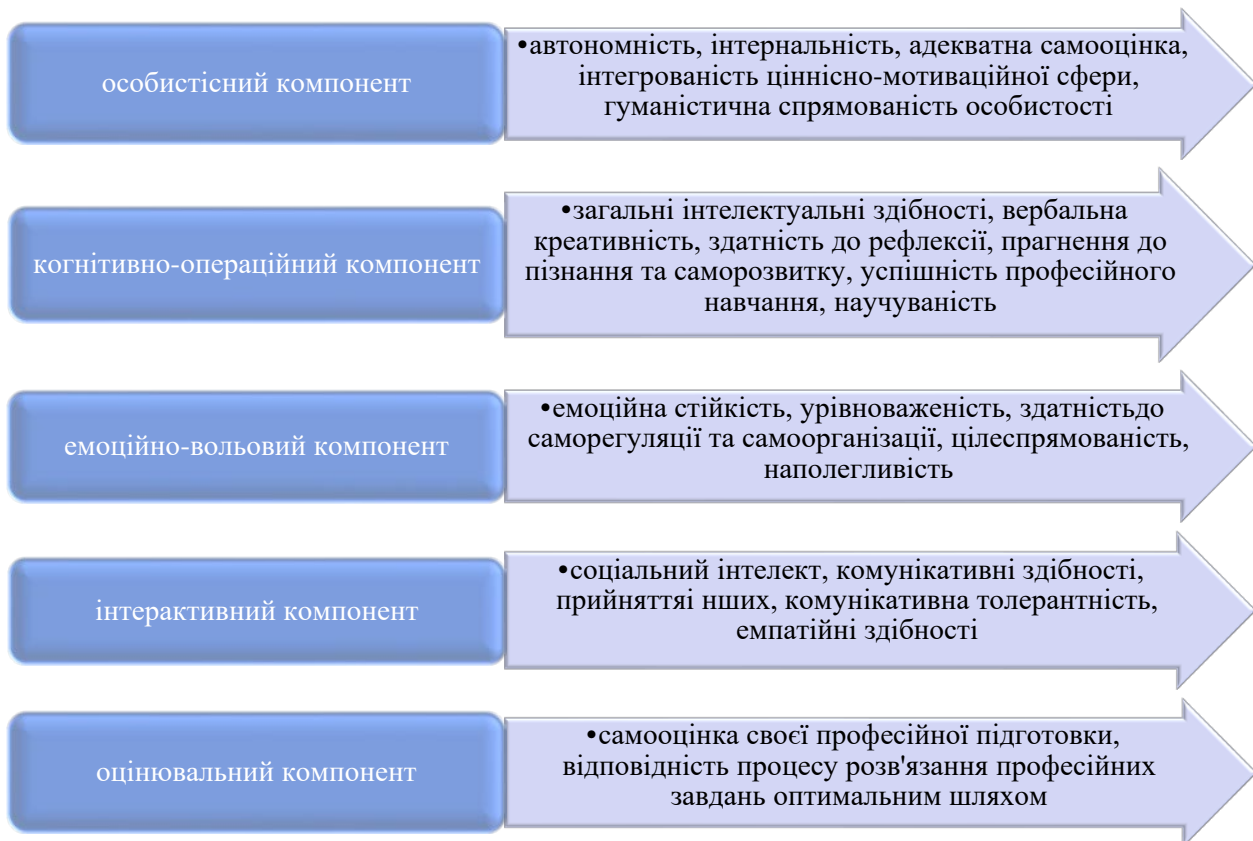 особистісний компонент
•автономність, інтернальність, адекватна самооцінка,
інтегрованість ціннісно-мотиваційної сфери,
гуманістична спрямованість особистості
когнітивно-операційний компонент
•загальні інтелектуальні здібності, вербальна
креативність, здатність до рефлексії, прагнення до
пізнання та саморозвитку, успішність професійного
навчання, научуваність
емоційно-вольовий компонент
•емоційна стійкість, урівноваженість, здатністьдо
саморегуляції та самоорганізації, цілеспрямованість,
наполегливість
інтерактивний компонент
•соціальний інтелект, комунікативні здібності,
прийняттяі нших, комунікативна толерантність,
емпатійні здібності
оцінювальний компонент
•самооцінка своєї професійної підготовки,
відповідність процесу розв'язання професійних
завдань оптимальним шляхом